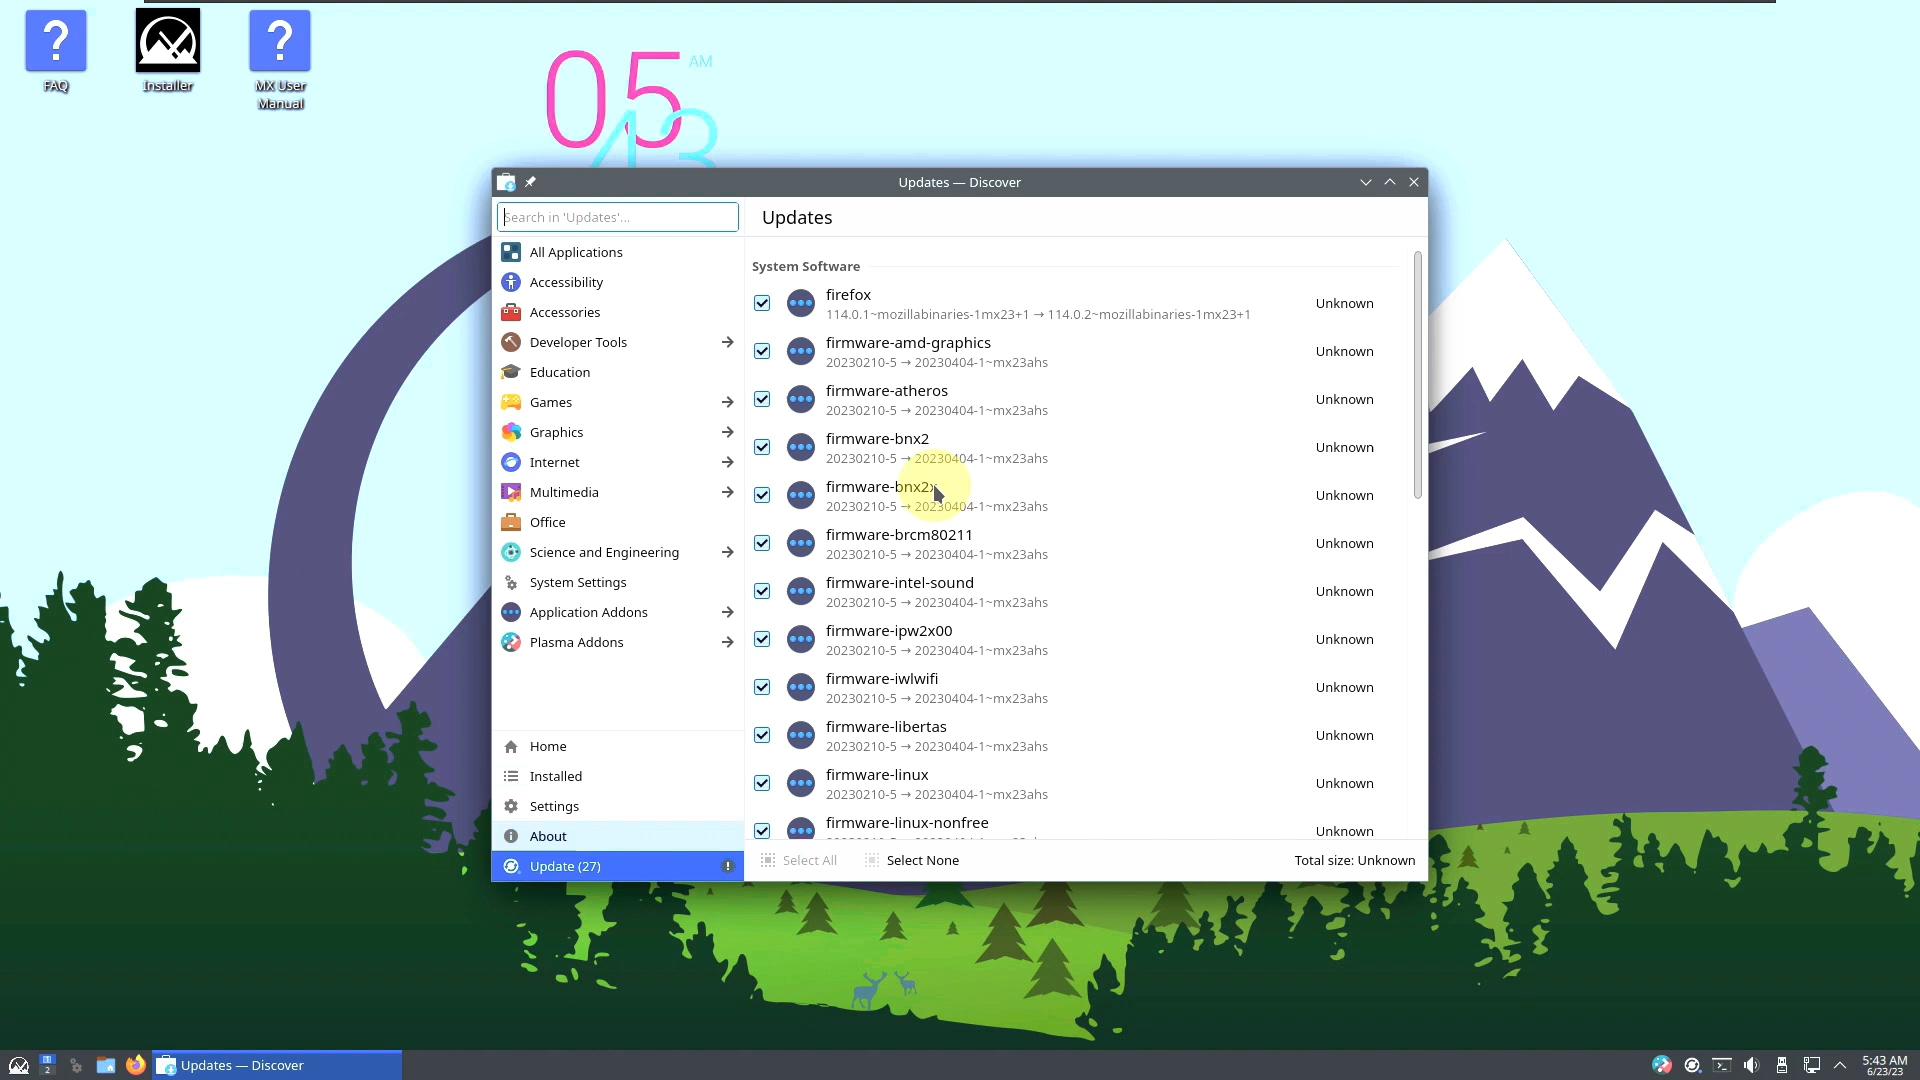 FAQ
Installer
MX User
Manual
05
AM
43
Updates — Discover
Search in 'Updates'...
Updates
All Applications
Accessibility
Accessories
Developer Tools
Education
Games
Graphics
Internet
Multimedia
Office
Science and Engineering
System Settings
Application Addons
Plasma Addons
Home
Installed
Settings
About
Update (27)
System Software
firefox
114.0.1~mozillabinaries-1mx23+1 → 114.0.2~mozillabinaries-1mx23+1
Unknown
firmware-amd-graphics
20230210-5 → 20230404-1~mx23ahs
Unknown
firmware-atheros
20230210-5 → 20230404-1~mx23ahs
Unknown
firmware-bnx2
20230210-5 → 20230404-1~mx23ahs
Unknown
firmware-bnx2x
20230210-5 → 20230404-1~mx23ahs
Unknown
firmware-brcm80211
20230210-5 → 20230404-1~mx23ahs
Unknown
firmware-intel-sound
20230210-5 → 20230404-1~mx23ahs
Unknown
firmware-ipw2x00
20230210-5 → 20230404-1~mx23ahs
Unknown
firmware-iwlwifi
20230210-5 → 20230404-1~mx23ahs
Unknown
firmware-libertas
20230210-5 → 20230404-1~mx23ahs
Unknown
firmware-linux
20230210-5 → 20230404-1~mx23ahs
Unknown
firmware-linux-nonfree
Unknown
Select All
Select None
Total size: Unknown
1
2
Updates — Discover
5:43 AM
6/23/23